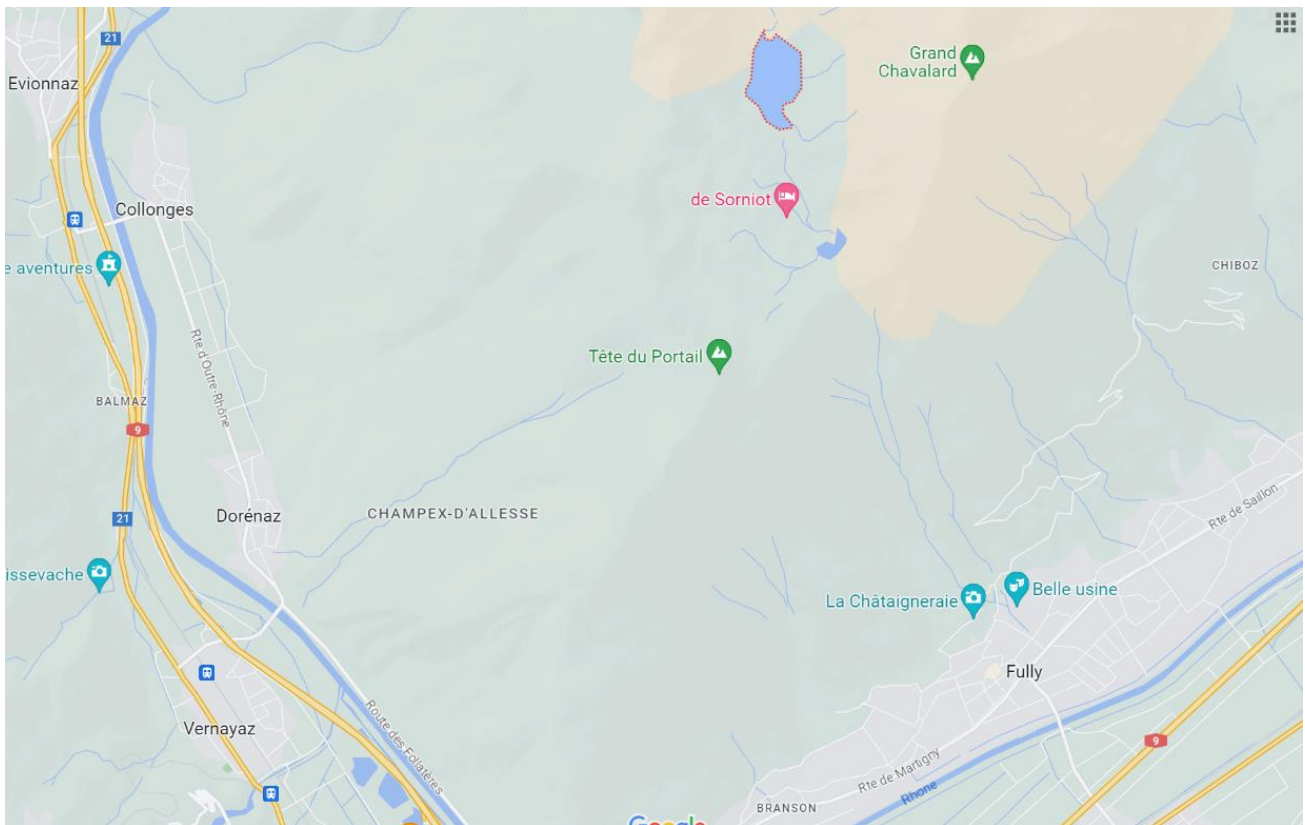 21
Evionnaz
Grand
Chavalard
de Sorniot
Collonges
e aventures
CHIBOZ
Rte d'Outre-Rhône
Tête du Portail
BALMAZ
9
Rte de Saillon
21
Dorénaz
CHAMPEX-D'ALLESSE
issevache
La Châtaigneraie
Belle usine
Fully
Vernayaz
Route des Follatères
9
Rte de Martigny
Rhone
BRANSON
Google